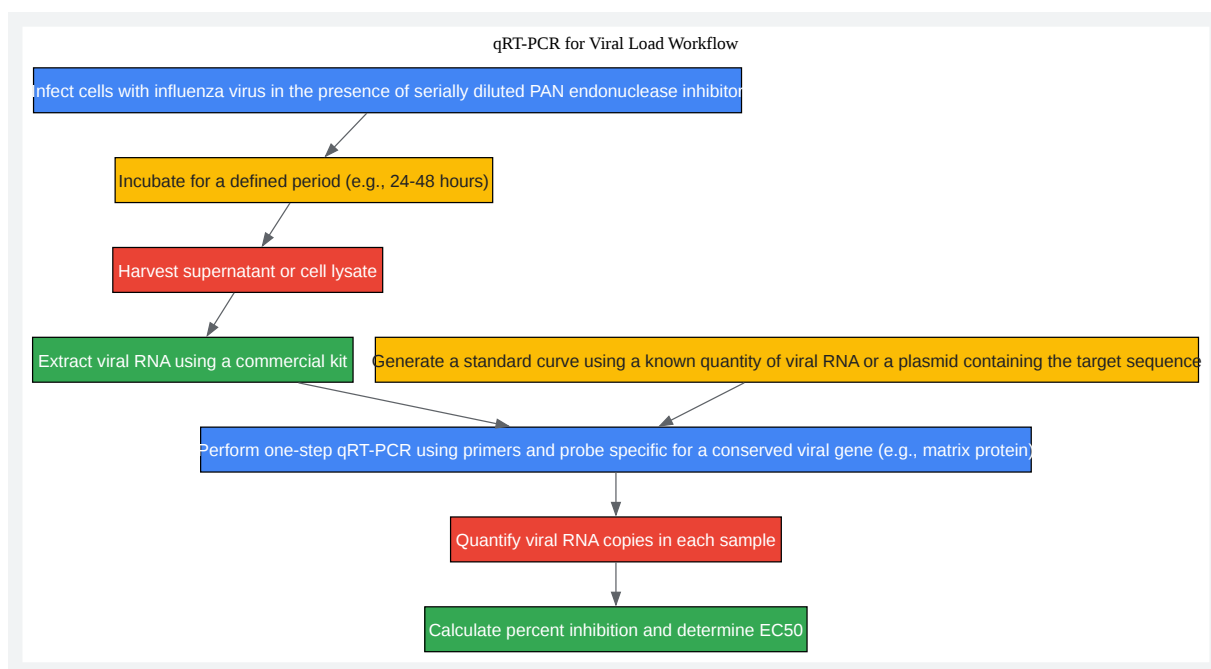 qRT-PCR for Viral Load Workflow
Infect cells with influenza virus in the presence of serially diluted PAN endonuclease inhibitor
Incubate for a defined period (e.g., 24-48 hours)
Harvest supernatant or cell lysate
Extract viral RNA using a commercial kit
Generate a standard curve using a known quantity of viral RNA or a plasmid containing the target sequence
Perform one-step qRT-PCR using primers and probe specific for a conserved viral gene (e.g., matrix protein)
Quantify viral RNA copies in each sample
Calculate percent inhibition and determine EC50